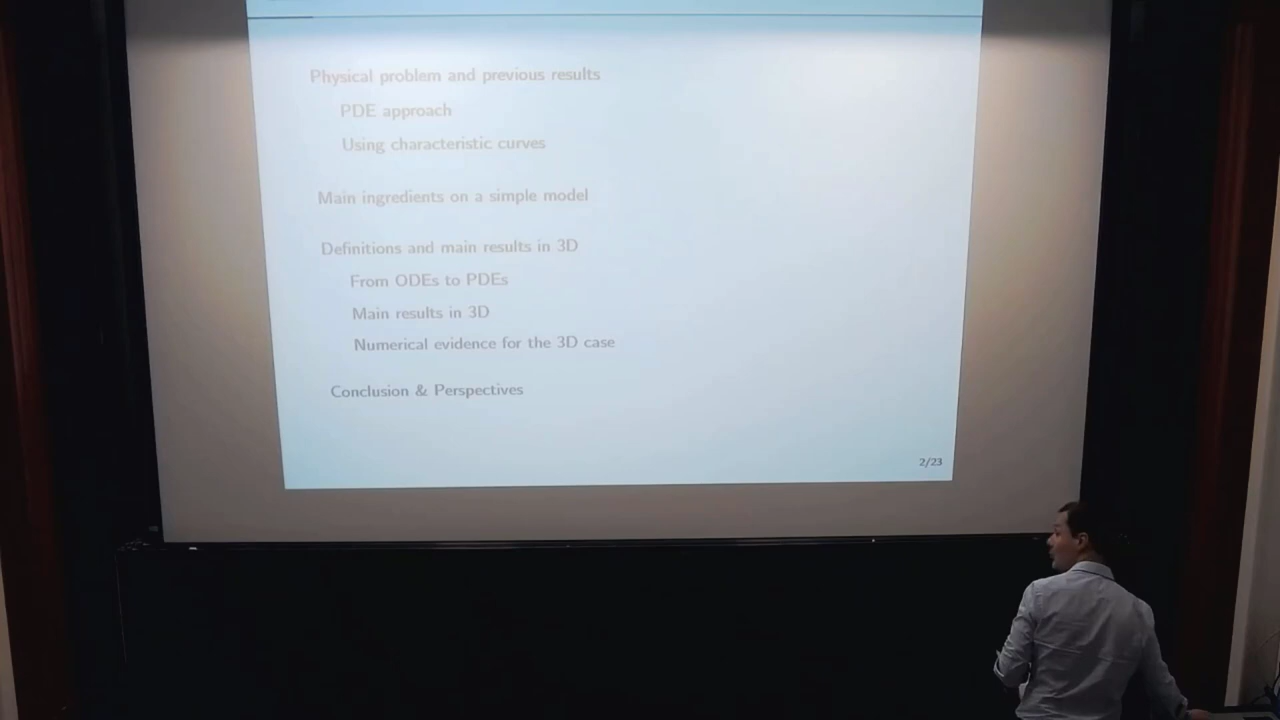 Physical problem and previous results
PDE approach
Using characteristic curves
Main ingredients on a simple model
Definitions and main results in 3D
From ODEs to PDEs
Main results in 3D
Numerical evidence for the 3D case
Conclusion & Perspectives
2/23